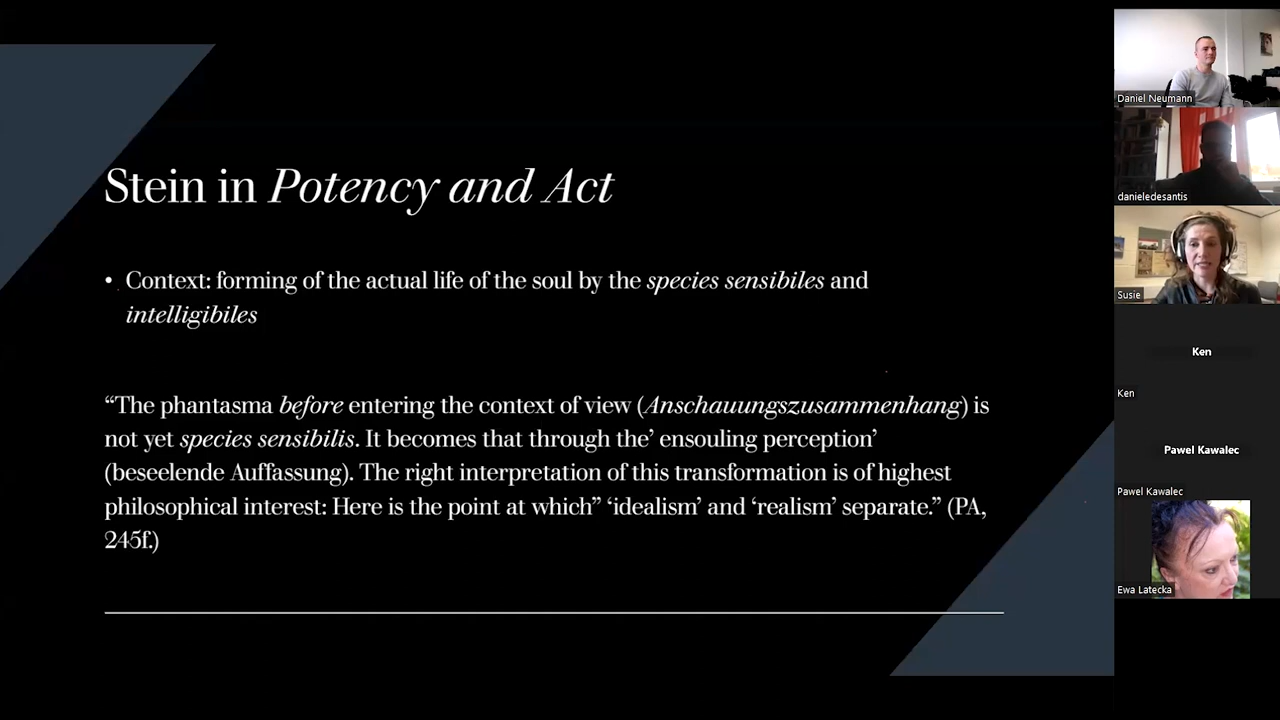 Stein in Potency and Act
• Context: forming of the actual life of the soul by the species sensibiles and
intelligibiles
“The phantasma before entering the context of view (Anschauungszusammenhang) is
not yet species sensibilis. It becomes that through the’ ensouling perception’
(beseelende Auffassung). The right interpretation of this transformation is of highest
philosophical interest: Here is the point at which” ‘idealism’ and ‘realism’ separate.” (PA,
245f.)
Daniel Neumann
danieledesantis
Susie
Ken
Ken
Pawel Kawalec
Pawel Kawalec
Ewa Latecka